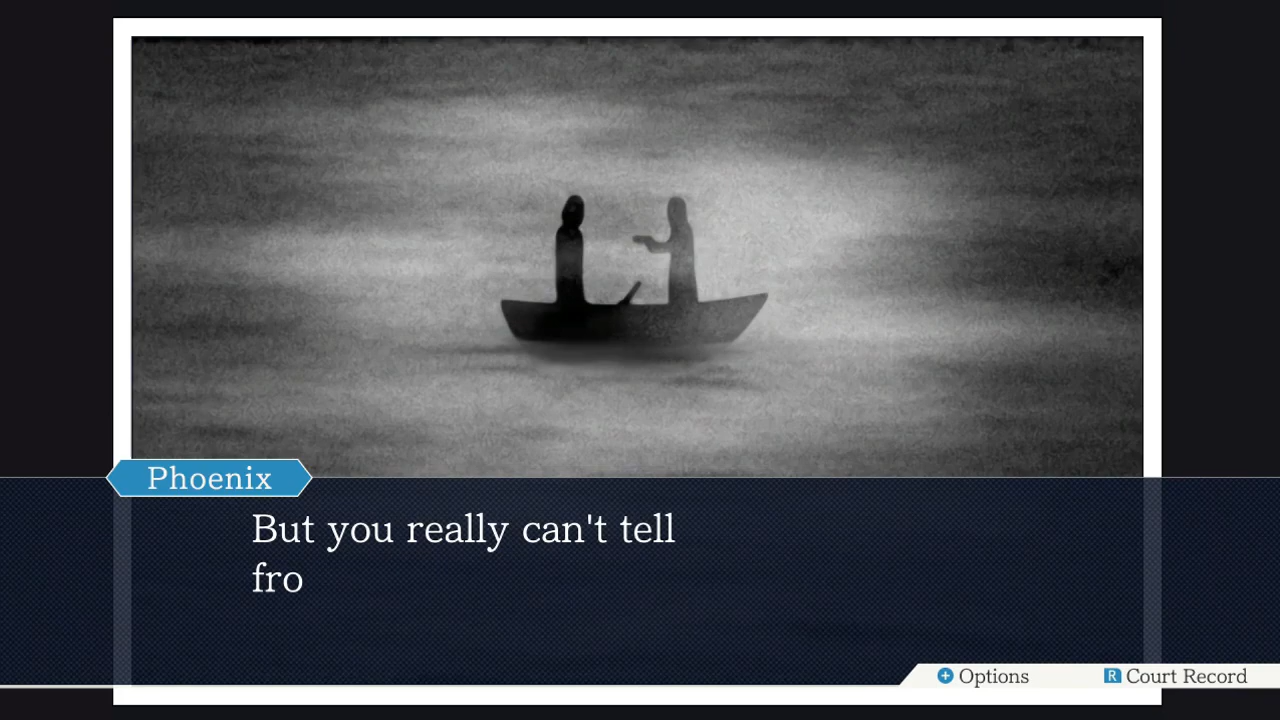 Phoenix
But you really can't tell
fro
+ Options
R Court Record